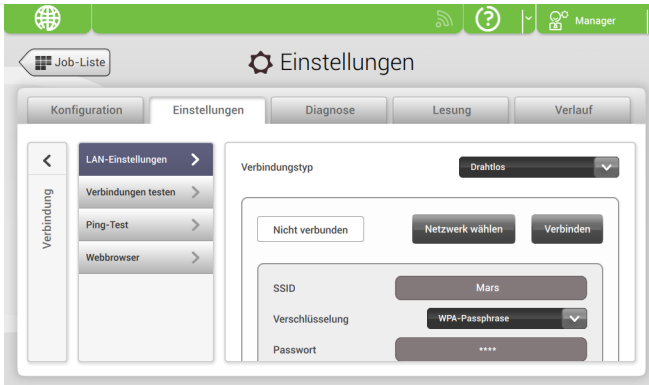 Manager
Job-Liste
Einstellungen
Konfiguration
Einstellungen
Diagnose
Lesung
Verlauf
Verbindung
LAN-Einstellungen
Verbindungen testen
Ping-Test
Webbrowser
Verbindungstyp
Drahtlos
Nicht verbunden
Netzwerk wählen
Verbinden
SSID
Mars
Verschlüsselung
WPA-Passphrase
Passwort
****